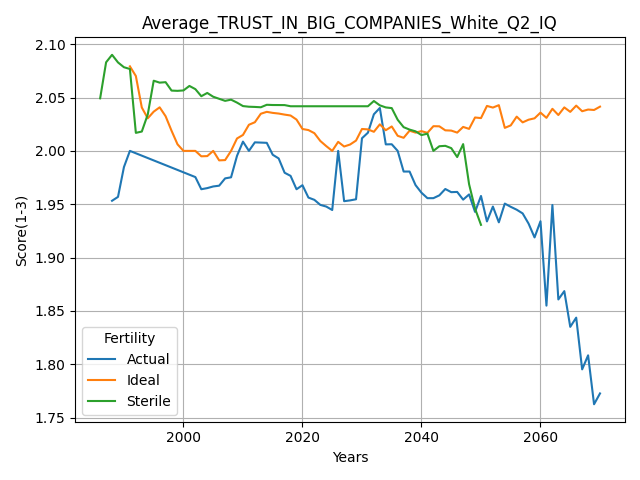 Average_TRUST_IN_BIG_COMPANIES_White_Q2_IQ
2.10
2.05
2.00
1.95
1.90
1.85
1.80
1.75
Score(1-3)
Fertility
Actual
Ideal
Sterile
2000
2020
2040
2060
Years